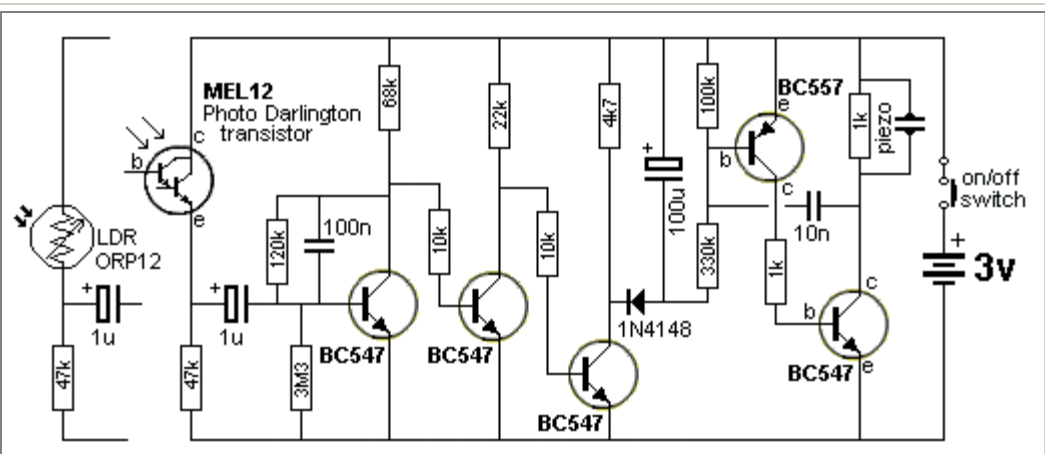 MEL12
Photo Darlington
transistor
c
b
e
LDR
ORP12
+
1u
47k
+
1u
47k
120k
100n
3M3
68k
BC547
10k
22k
BC547
10k
4k7
BC547
1N4148
+
100u
100k
330k
BC557
e
b
c
1k
10n
1k
piezo
c
b
e
BC547
on/off
switch
+
3v